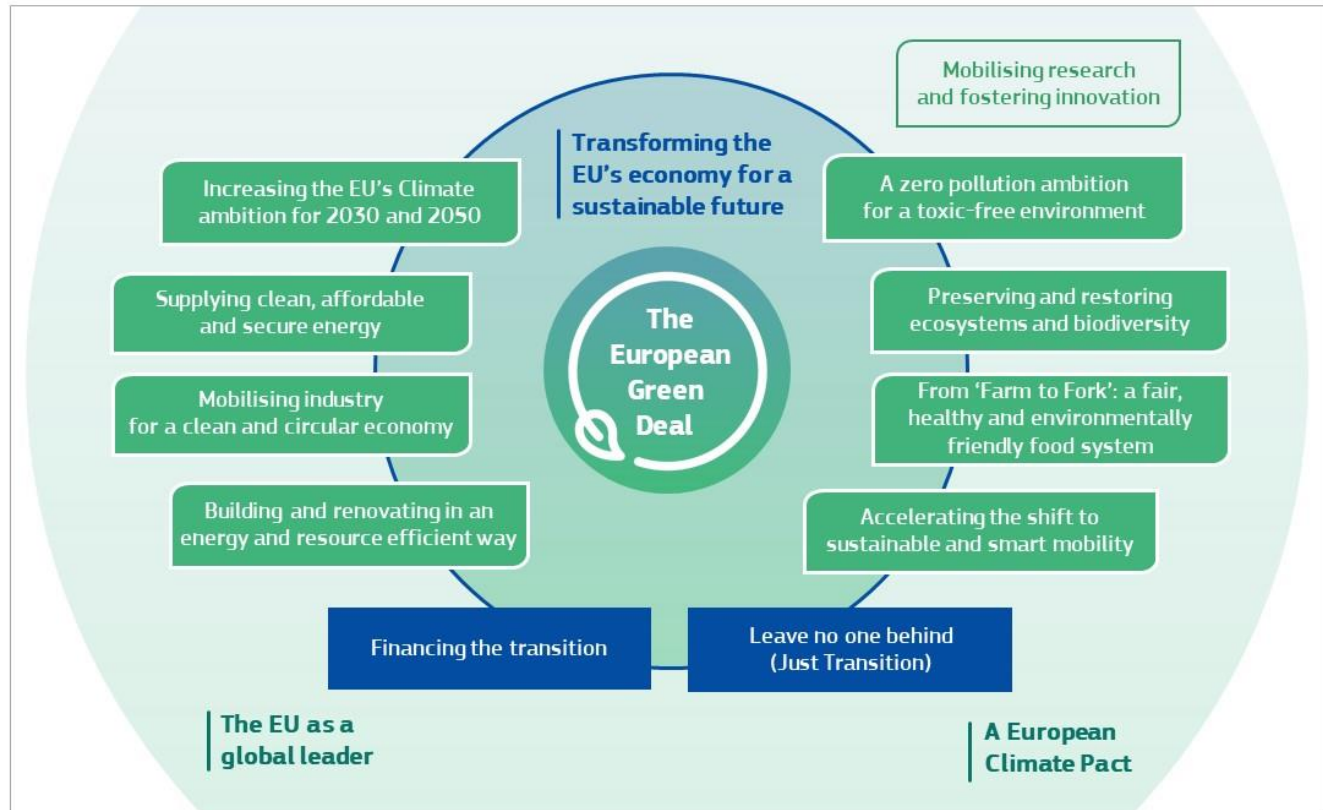 Mobilising research
and fostering innovation
Transforming the
EU's economy for a
sustainable future
Increasing the EU's Climate
ambition for 2030 and 2050
A zero pollution ambition
for a toxic-free environment
Supplying clean, affordable
and secure energy
Preserving and restoring
ecosystems and biodiversity
The
European
Green
Deal
Mobilising industry
for a clean and circular economy
From ‘Farm to Fork’: a fair,
healthy and environmentally
friendly food system
Building and renovating in an
energy and resource efficient way
Accelerating the shift to
sustainable and smart mobility
Financing the transition
Leave no one behind
(Just Transition)
The EU as a
global leader
A European
Climate Pact